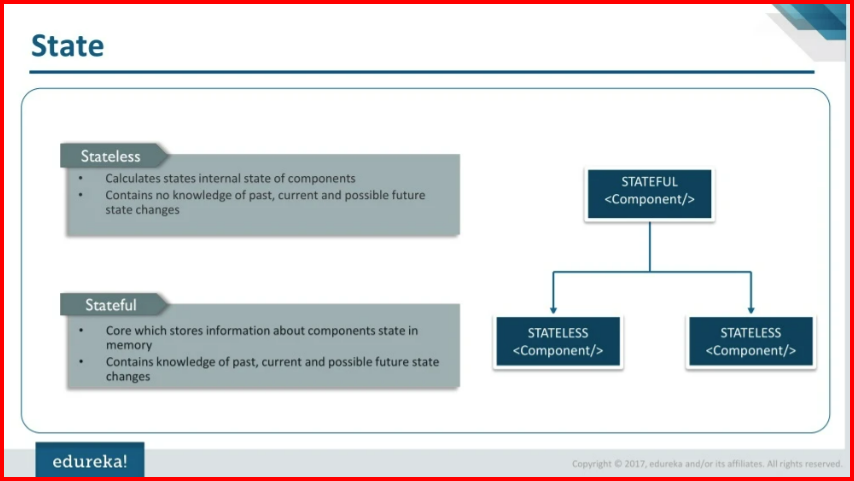 State
Stateless
• Calculates states internal state of components
• Contains no knowledge of past, current and possible future
state changes
Stateful
• Core which stores information about components state in
memory
• Contains knowledge of past, current and possible future state
changes
STATEFUL
<Component/>
STATELESS
<Component/>
STATELESS
<Component/>
edureka!
Copyright © 2017, edureka and/or its affiliates. All rights reserved.